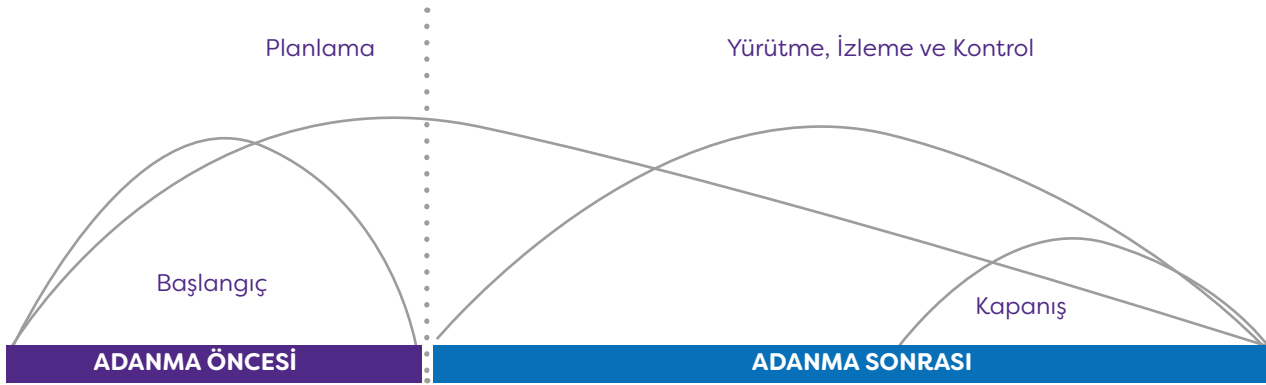 Planlama
Yürütme, İzleme ve Kontrol
Başlangıç
Kapanış
ADANMA ÖNCESİ
ADANMA SONRASI